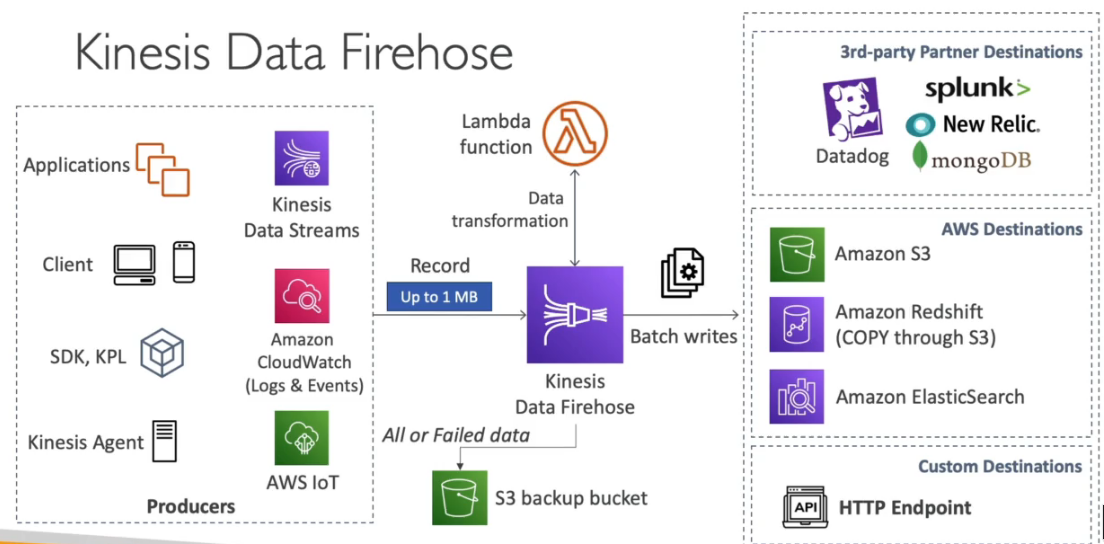 Kinesis Data Firehose
Applications
Client
SDK, KPL
Kinesis Agent
Kinesis
Data Streams
Amazon
CloudWatch
(Logs & Events)
AWS IoT
Producers
Record
Up to 1 MB
Lambda
function
Data
transformation
Kinesis
Data Firehose
All or Failed data
S3 backup bucket
Batch writes
3rd-party Partner Destinations
Datadog
splunk>
New Relic.
mongoDB
AWS Destinations
Amazon S3
Amazon Redshift
(COPY through S3)
Amazon ElasticSearch
Custom Destinations
API
HTTP Endpoint